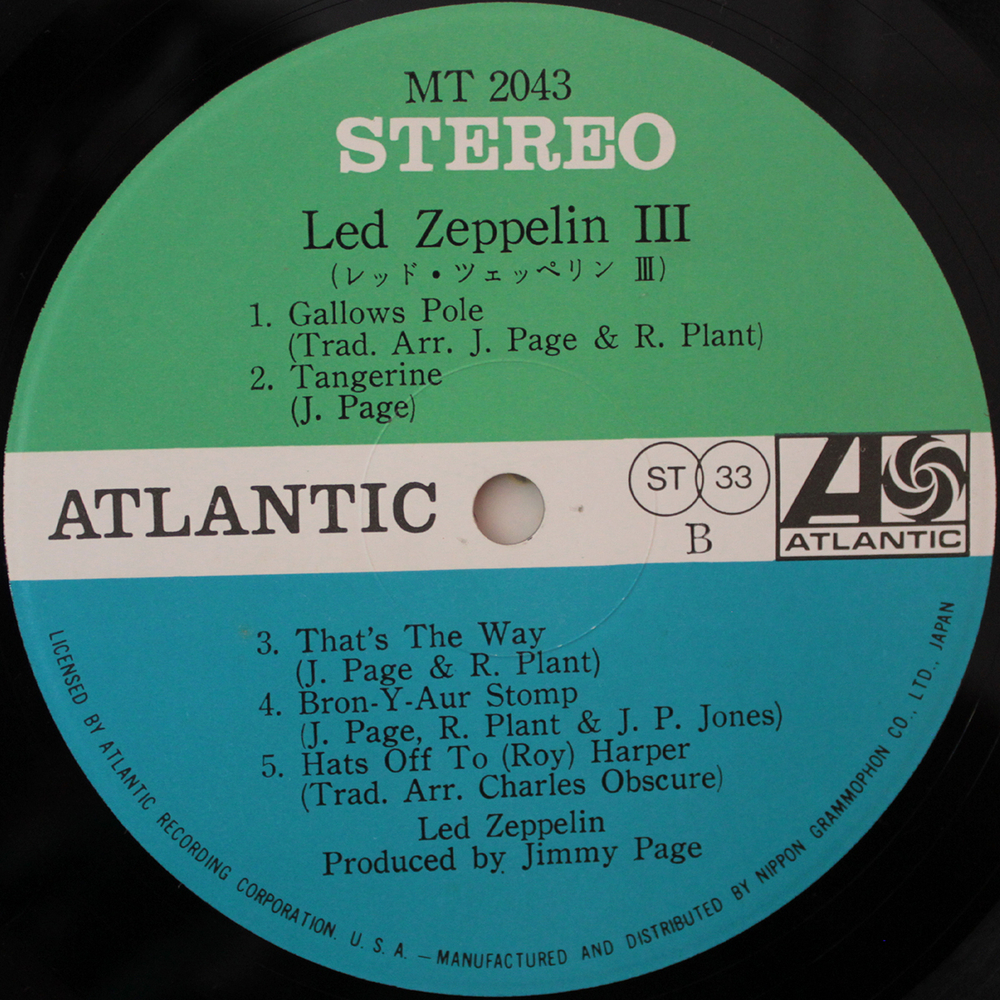 MT 2043
STEREO
Led Zeppelin III
(レッド・ツェッペリン Ⅲ)
1. Gallows Pole
(Trad. Arr. J. Page & R. Plant)
2. Tangerine
(J. Page)
ATLANTIC
ST 33
B
ATLANTIC
3. That's The Way
(J. Page & R. Plant)
4. Bron-Y-Aur Stomp
(J. Page, R. Plant & J. P. Jones)
5. Hats Off To (Roy) Harper
(Trad. Arr. Charles Obscure)
Led Zeppelin
Produced by Jimmy Page
LICENSED BY ATLANTIC RECORDING CORPORATION. U. S. A. — MANUFACTURED AND DISTRIBUTED BY NIPPON GRAMMOPHON CO., LTD., JAPAN